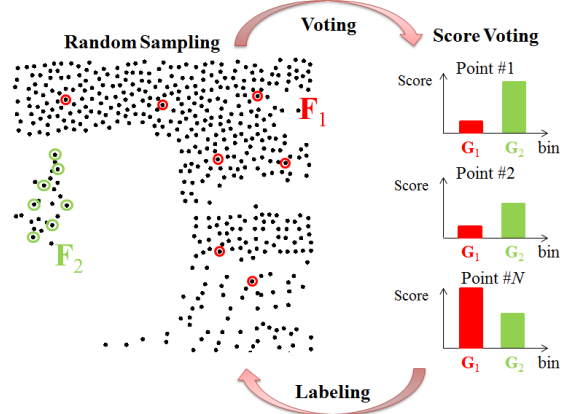 Voting
Random Sampling
Score Voting
F1
F2
Score
Point #1
G1
G2
bin
Score
Point #2
G1
G2
bin
Score
Point #N
G1
G2
bin
Labeling